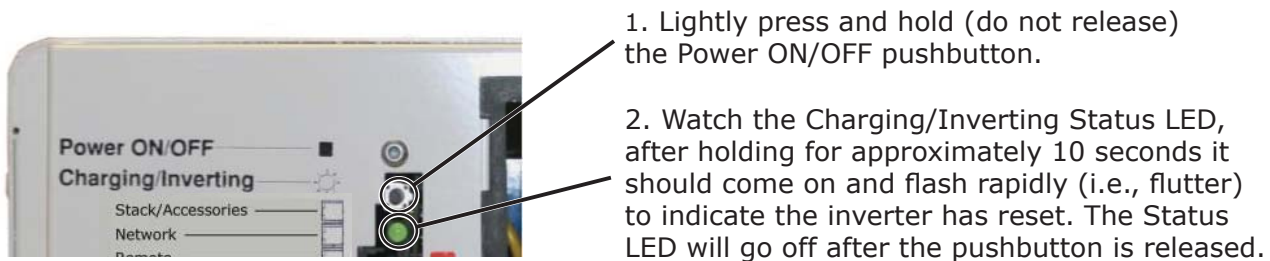 1. Lightly press and hold (do not release)
the Power ON/OFF pushbutton.
2. Watch the Charging/Inverting Status LED,
after holding for approximately 10 seconds it
should come on and flash rapidly (i.e., flutter)
to indicate the inverter has reset. The Status
LED will go off after the pushbutton is released.
Power ON/OFF
Charging/Inverting
Stack/Accessories
Network
Remote